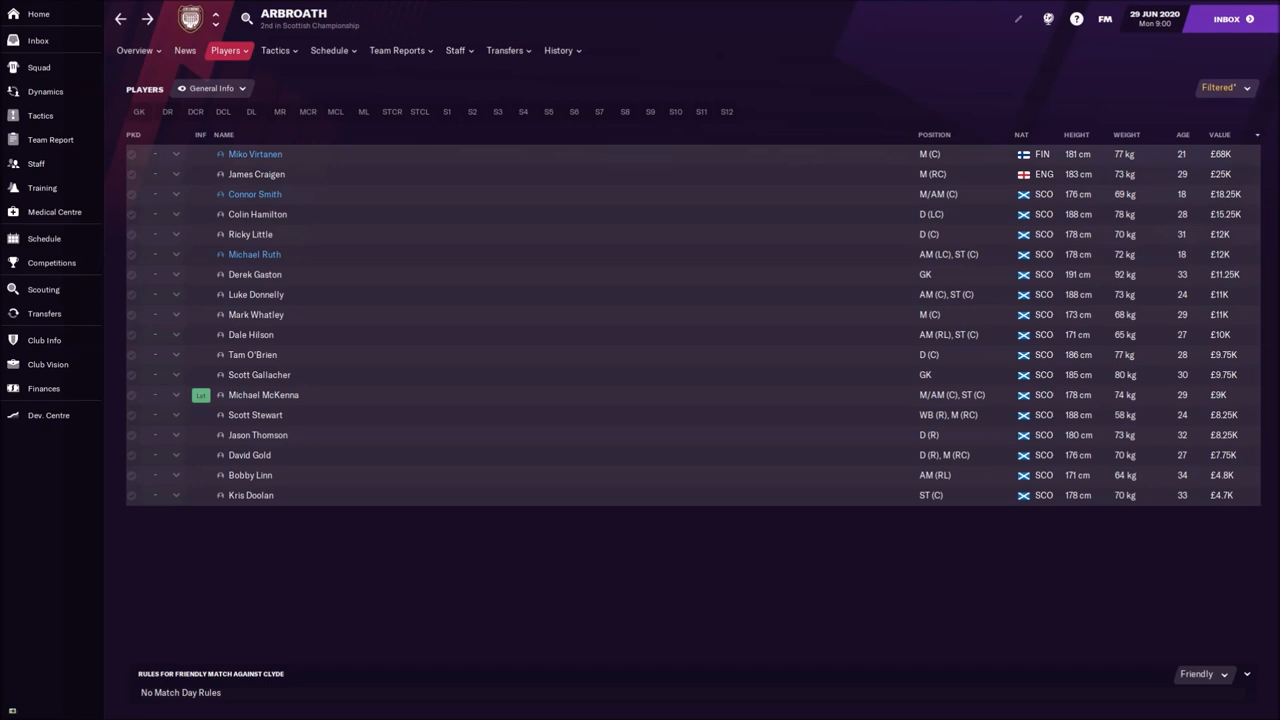 Home
Inbox
Squad
Dynamics
Tactics
Team Report
Staff
Training
Medical Centre
Schedule
Competitions
Scouting
Transfers
Club Info
Club Vision
Finances
Dev. Centre
ARBROATH
2nd in Scottish Championship
FM
29 JUN 2020
Mon 9:00
INBOX
Overview News Players Tactics Schedule Team Reports Staff Transfers History
PLAYERS General Info Filtered*
GK DR DCR DCL DL MR MCR MCL ML STCR STCL S1 S2 S3 S4 S5 S6 S7 S8 S9 S10 S11 S12
PKD INF NAME POSITION NAT HEIGHT WEIGHT AGE VALUE
- Miko Virtanen M (C) FIN 181 cm 77 kg 21 £68K
- James Craigen M (RC) ENG 183 cm 73 kg 29 £25K
- Connor Smith M/AM (C) SCO 176 cm 69 kg 18 £18.25K
- Colin Hamilton D (LC) SCO 188 cm 78 kg 28 £15.25K
- Ricky Little D (C) SCO 178 cm 70 kg 31 £12K
- Michael Ruth AM (LC), ST (C) SCO 178 cm 72 kg 18 £12K
- Derek Gaston GK SCO 191 cm 92 kg 33 £11.25K
- Luke Donnelly AM (C), ST (C) SCO 188 cm 73 kg 24 £11K
- Mark Whatley M (C) SCO 173 cm 68 kg 29 £11K
- Dale Hilson AM (RL), ST (C) SCO 171 cm 65 kg 27 £10K
- Tam O'Brien D (C) SCO 186 cm 77 kg 28 £9.75K
- Scott Gallacher GK SCO 185 cm 80 kg 30 £9.75K
- Lst Michael McKenna M/AM (C), ST (C) SCO 178 cm 74 kg 29 £9K
- Scott Stewart WB (R), M (RC) SCO 188 cm 58 kg 24 £8.25K
- Jason Thomson D (R) SCO 180 cm 73 kg 32 £8.25K
- David Gold D (R), M (RC) SCO 176 cm 70 kg 27 £7.75K
- Bobby Linn AM (RL) SCO 171 cm 64 kg 34 £4.8K
- Kris Doolan ST (C) SCO 178 cm 70 kg 33 £4.7K
RULES FOR FRIENDLY MATCH AGAINST CLYDE
Friendly
No Match Day Rules